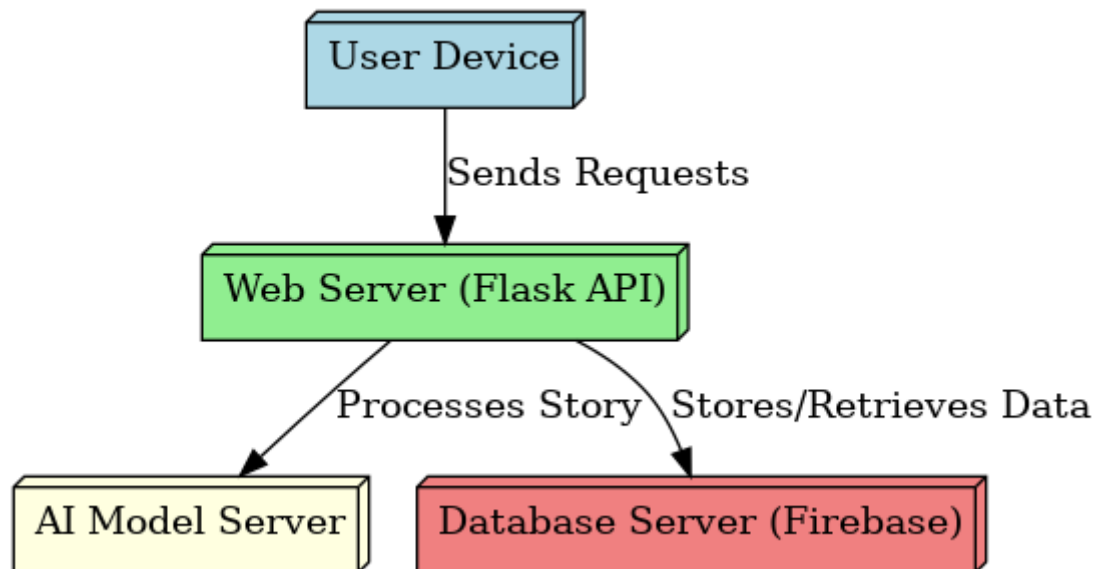 User Device
Sends Requests
Web Server (Flask API)
Processes Story
Stores/Retrieves Data
AI Model Server
Database Server (Firebase)